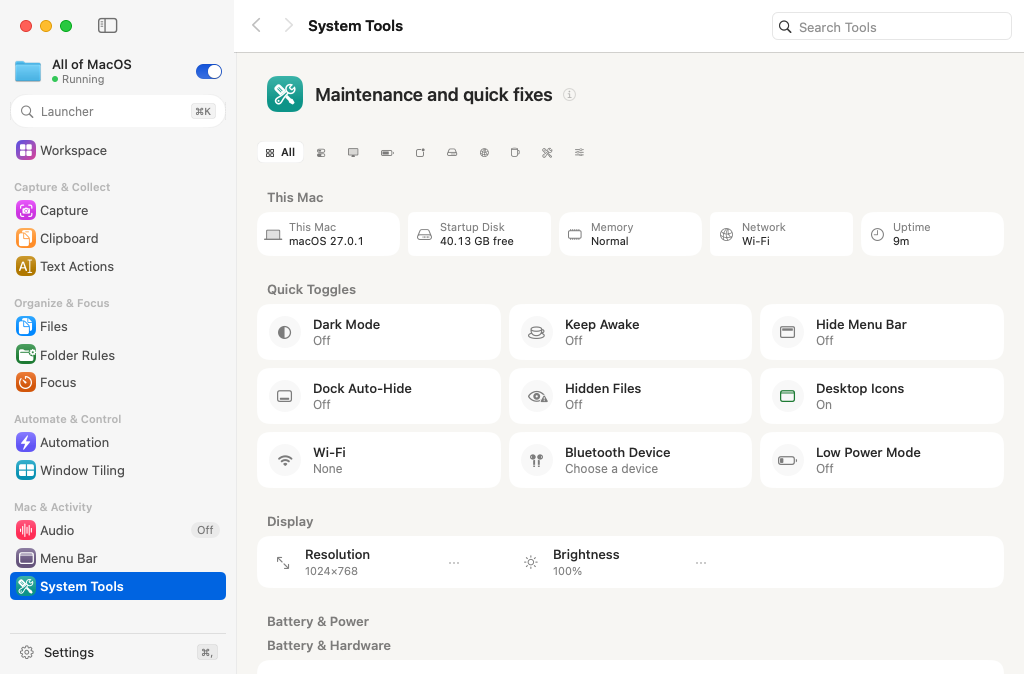 System Tools
Search Tools
All of MacOS
Running
Launcher
⌘K
Workspace
Capture & Collect
Capture
Clipboard
Text Actions
Organize & Focus
Files
Folder Rules
Focus
Automate & Control
Automation
Window Tiling
Mac & Activity
Audio
Off
Menu Bar
System Tools
Settings
⌘,
Maintenance and quick fixes
All
This Mac
This Mac
macOS 27.0.1
Startup Disk
40.13 GB free
Memory
Normal
Network
Wi-Fi
Uptime
9m
Quick Toggles
Dark Mode
Off
Keep Awake
Off
Hide Menu Bar
Off
Dock Auto-Hide
Off
Hidden Files
Off
Desktop Icons
On
Wi-Fi
None
Bluetooth Device
Choose a device
Low Power Mode
Off
Display
Resolution
1024×768
...
Brightness
100%
...
Battery & Power
Battery & Hardware